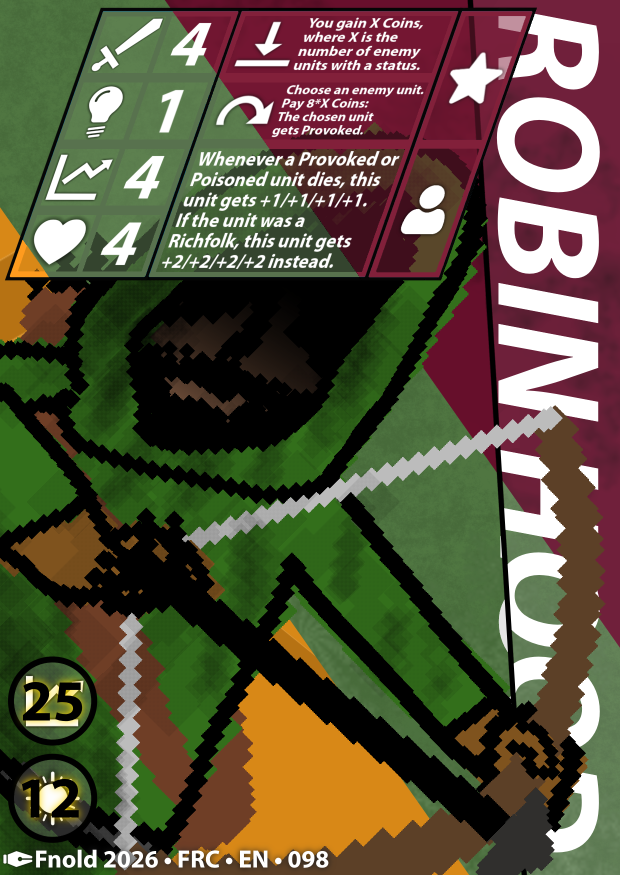 4
You gain X Coins,
where X is the
number of enemy
units with a status.
1
Choose an enemy unit.
Pay 8*X Coins:
The chosen unit
gets Provoked.
4
4
Whenever a Provoked or
Poisoned unit dies, this
unit gets +1/+1/+1/+1.
If the unit was a
Richfolk, this unit gets
+2/+2/+2/+2 instead.
ROBIN HOOD
25
12
Fnold 2026 • FRC • EN • 098